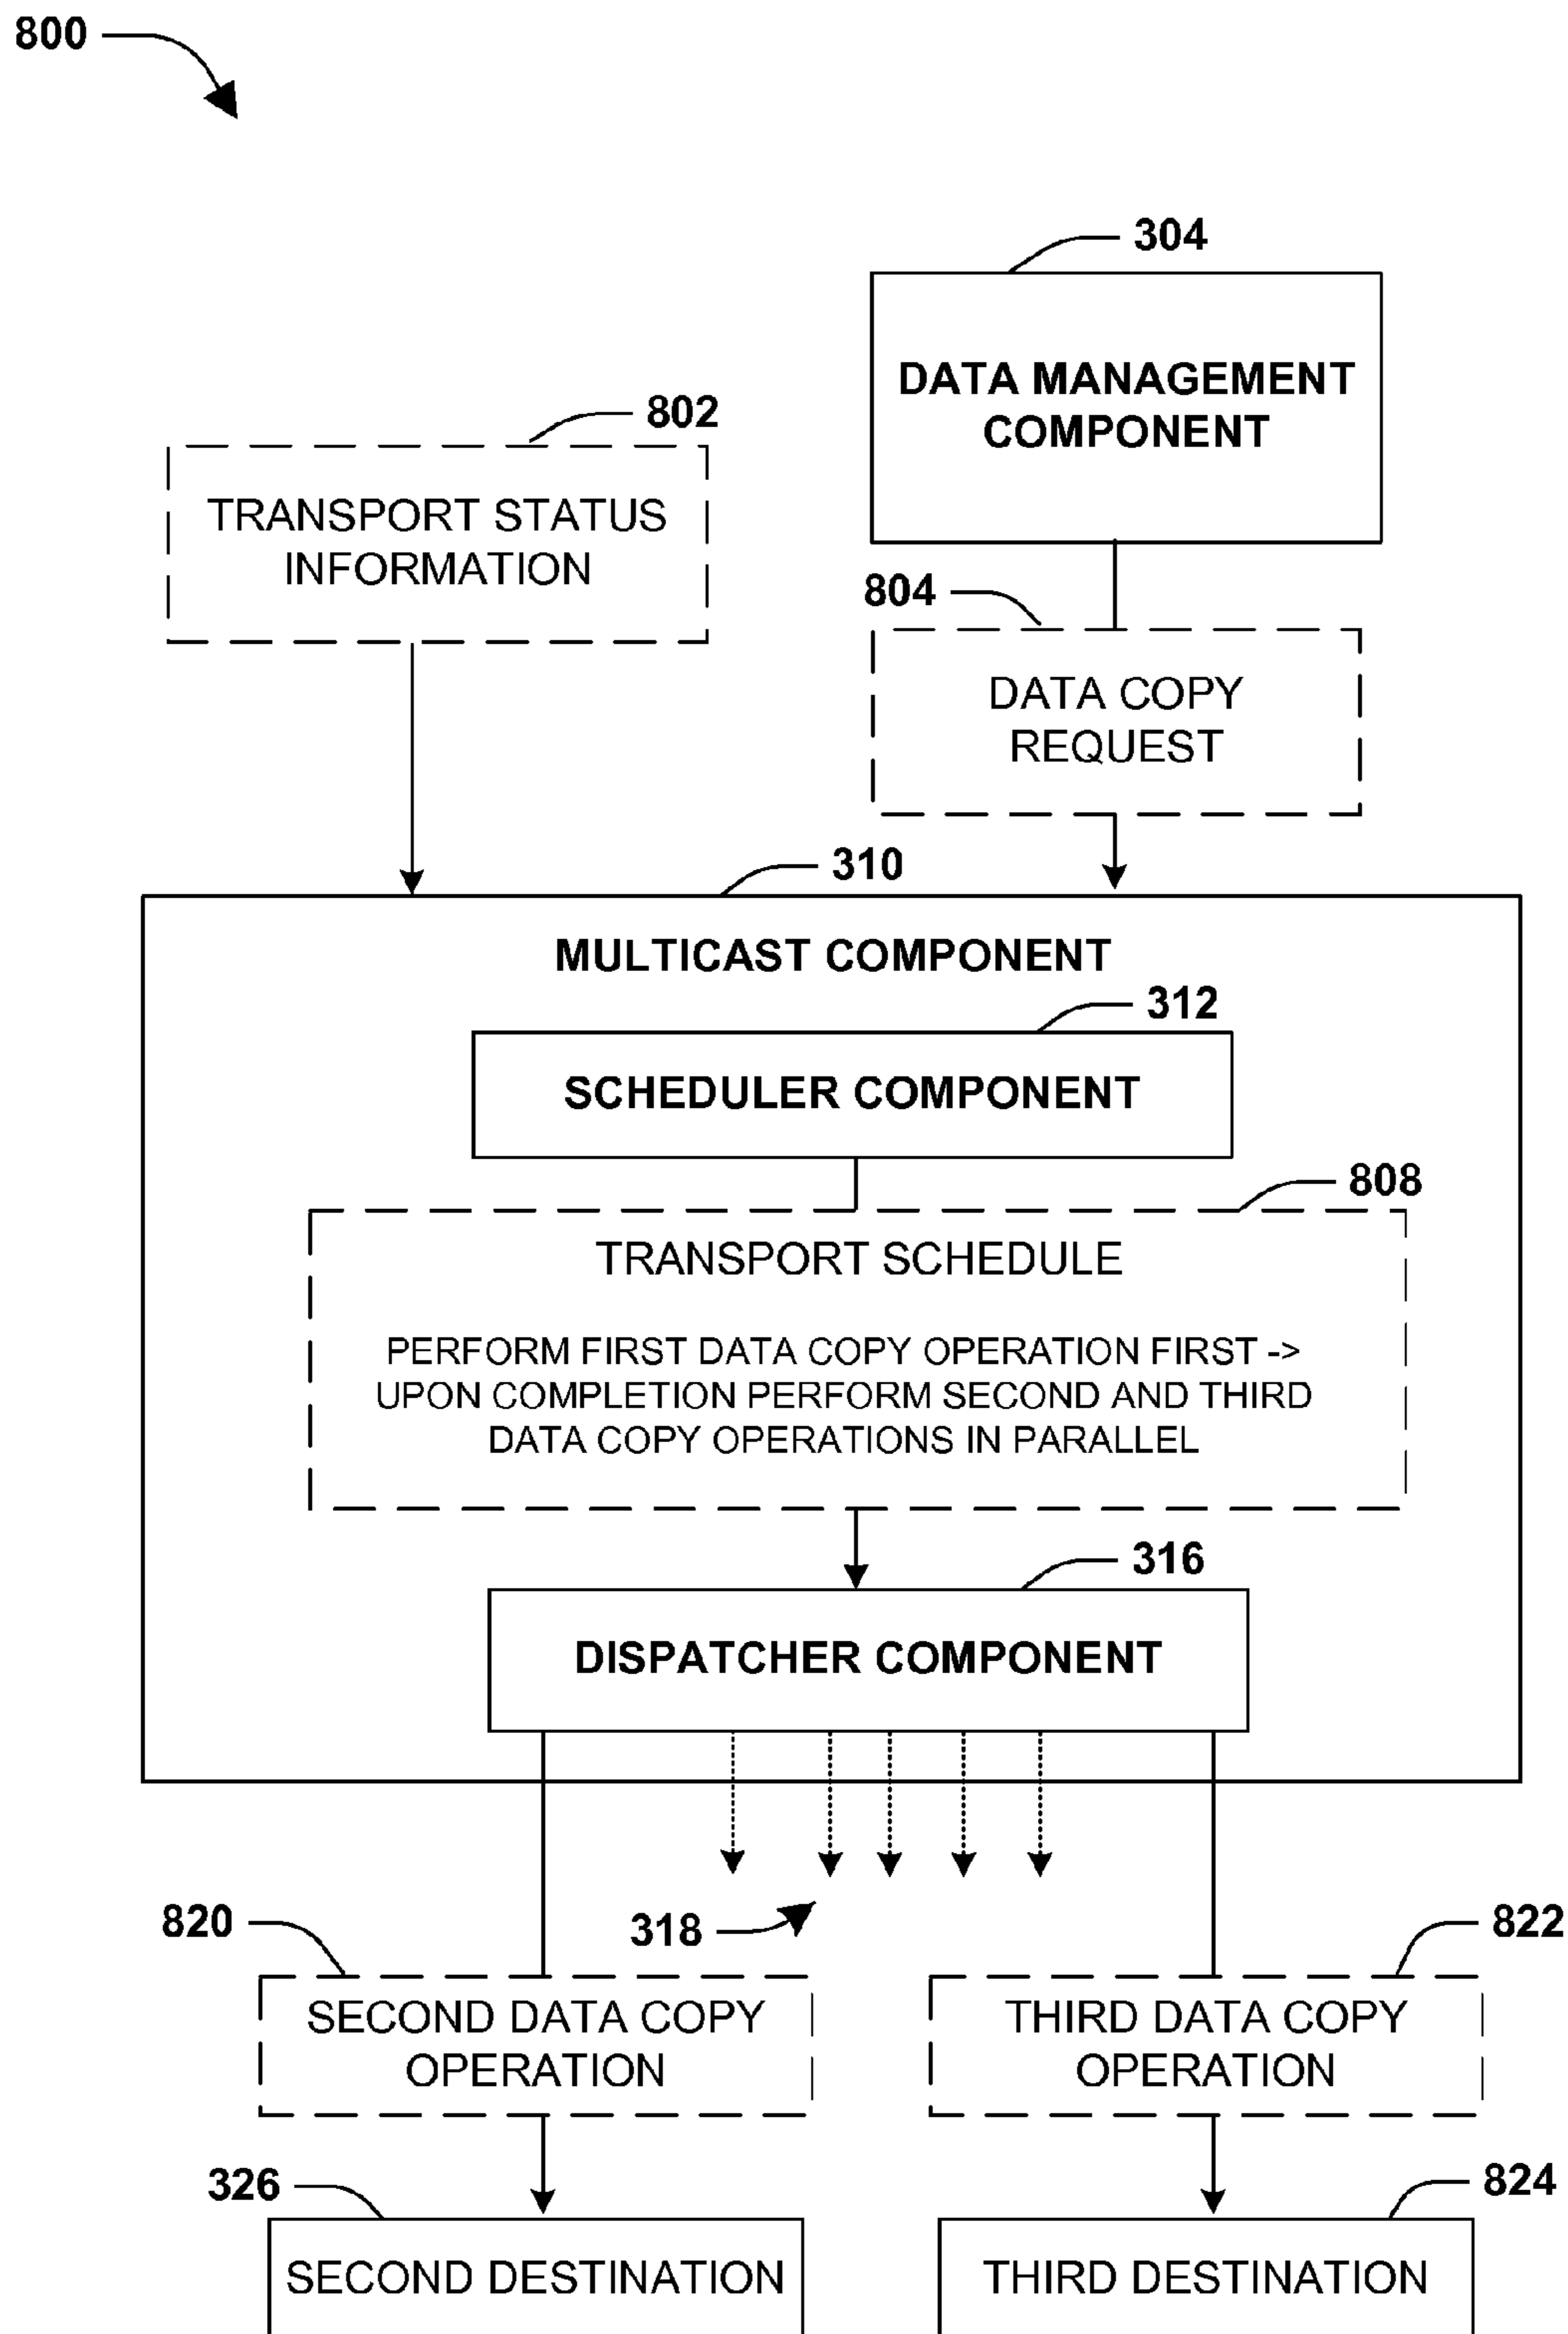 800
304
DATA MANAGEMENT
COMPONENT
802
TRANSPORT STATUS
INFORMATION
804
DATA COPY
REQUEST
310
MULTICAST COMPONENT
312
SCHEDULER COMPONENT
808
TRANSPORT SCHEDULE
PERFORM FIRST DATA COPY OPERATION FIRST ->
UPON COMPLETION PERFORM SECOND AND THIRD
DATA COPY OPERATIONS IN PARALLEL
316
DISPATCHER COMPONENT
820
318
822
SECOND DATA COPY
OPERATION
THIRD DATA COPY
OPERATION
326
824
SECOND DESTINATION
THIRD DESTINATION